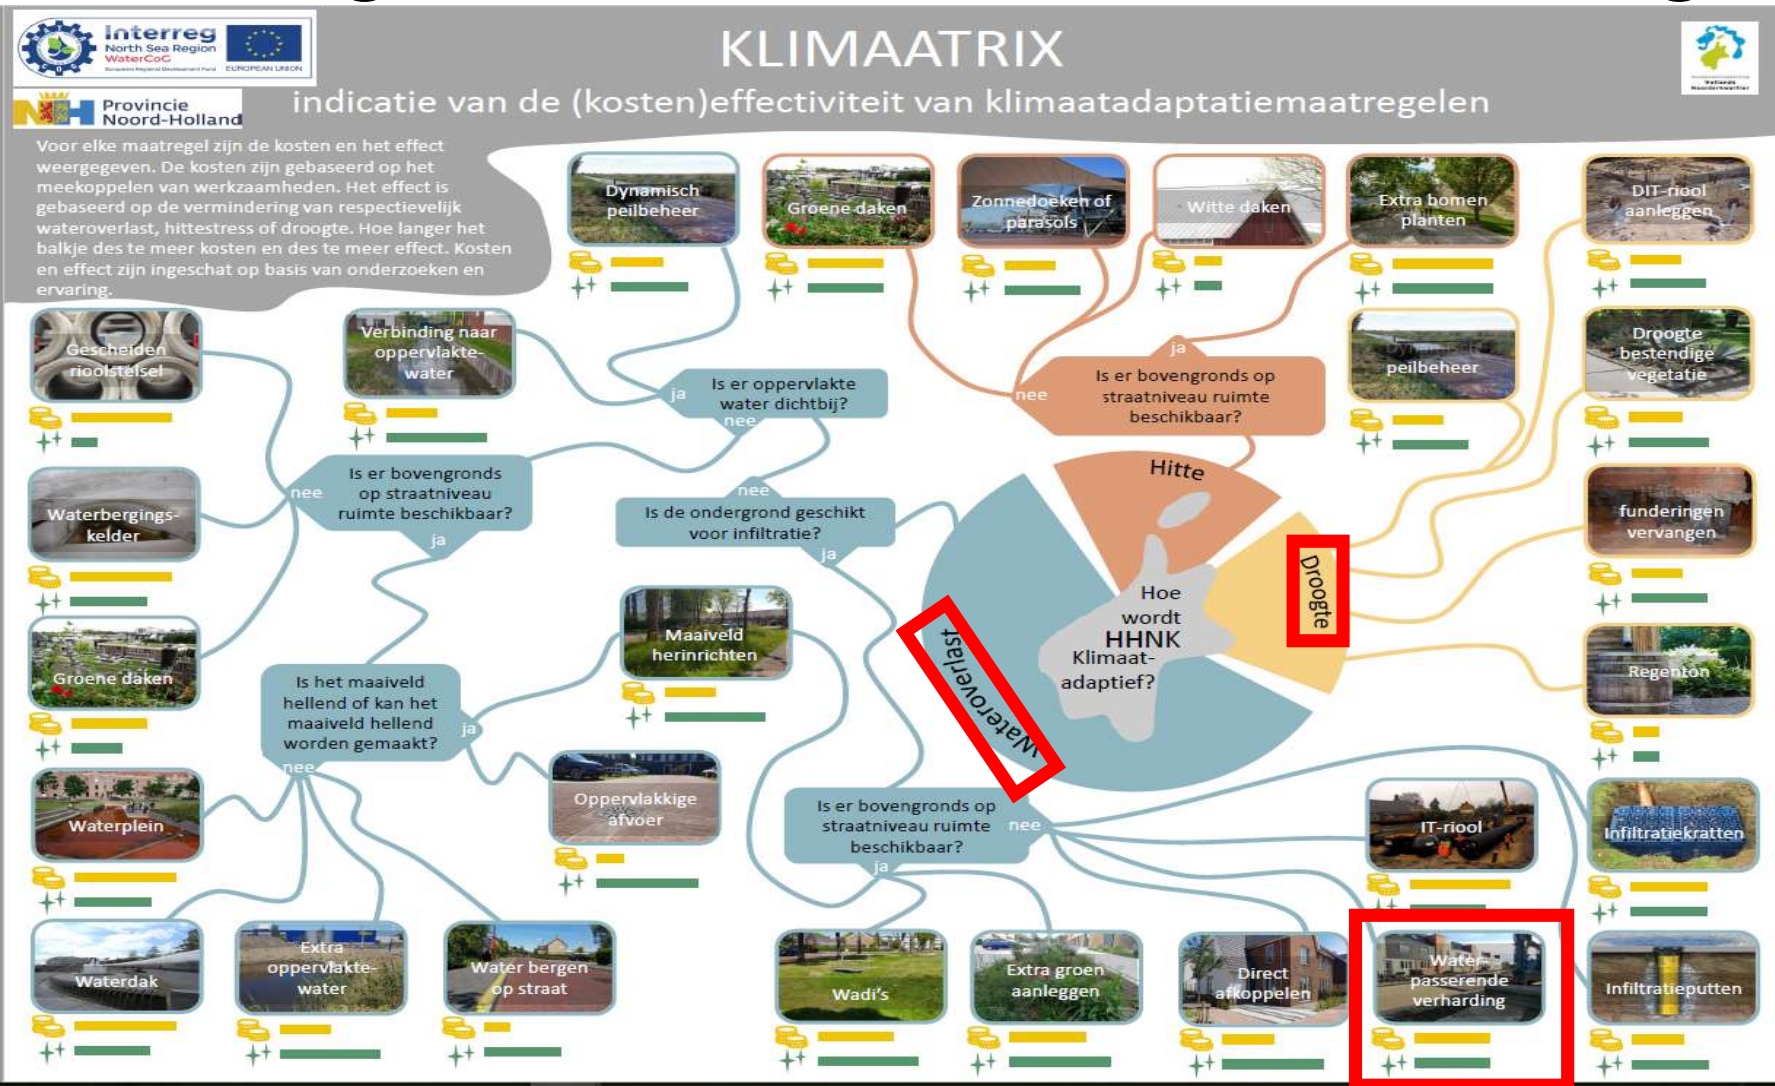 Interreg
North Sea Region
WaterCoG
European Regional Development Fund
EUROPEAN UNION
Provincie
Noord-Holland
KLIMAATRIX
indicatie van de (kosten)effectiviteit van klimaatadaptatiemaatregelen
Voor elke maatregel zijn de kosten en het effect
weergegeven. De kosten zijn gebaseerd op het
meekoppelen van werkzaamheden. Het effect is
gebaseerd op de vermindering van respectievelijk
wateroverlast, hittestress of droogte. Hoe langer het
balkje des te meer kosten en des te meer effect. Kosten
en effect zijn ingeschat op basis van onderzoeken en
ervaring.
Dynamisch
peilbeheer
Groene daken
Zonnedoeken of
parasols
Witte daken
Extra bomen
planten
DIT-riool
aanleggen
Gescheiden
rioolstelsel
Verbinding naar
oppervlakte-
water
ja
Is er oppervlakte
water dichtbij?
nee
ja
nee
Is er bovengronds op
straatniveau ruimte
beschikbaar?
peilbeheer
Droogte
bestendige
vegetatie
Waterbergings-
kelder
nee
Is er bovengronds
op straatniveau
ruimte beschikbaar?
ja
nee
Is de ondergrond geschikt
voor infiltratie?
ja
Hitte
Droogte
Wateroverlast
Hoe
wordt
HHNK
Klimaat-
adaptief?
funderingen
vervangen
Groene daken
Is het maaiveld
hellend of kan het
maaiveld hellend
worden gemaakt?
ja
nee
Maaiveld
herinrichten
Regenton
Waterplein
Oppervlakkige
afvoer
Is er bovengronds op
straatniveau ruimte
beschikbaar?
nee
ja
IT-riool
Infiltratiekratten
Waterdak
Extra
oppervlakte-
water
Water bergen
op straat
Wadi's
Extra groen
aanleggen
Direct
afkoppelen
Water-
passerende
verharding
Infiltratieputten